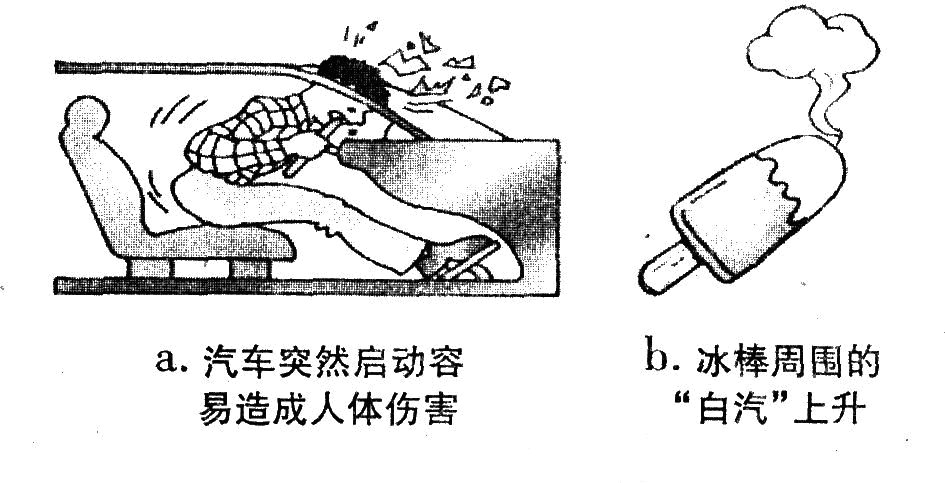 a. 汽车突然启动容
易造成人体伤害
b. 冰棒周围的
“白汽”上升